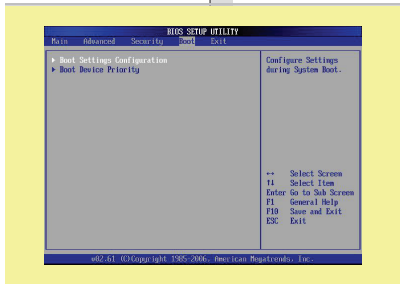 BIOS SETUP UTILITY
Main Advanced Security Boot Exit
Boot Settings Configuration
Boot Device Priority
Configure Settings
during System Boot.
↔ Select Screen
↑↓ Select Item
Enter Go to Sub Screen
F1 General Help
F10 Save and Exit
ESC Exit
v02.61 (C)Copyright 1985-2006, American Megatrends, Inc.